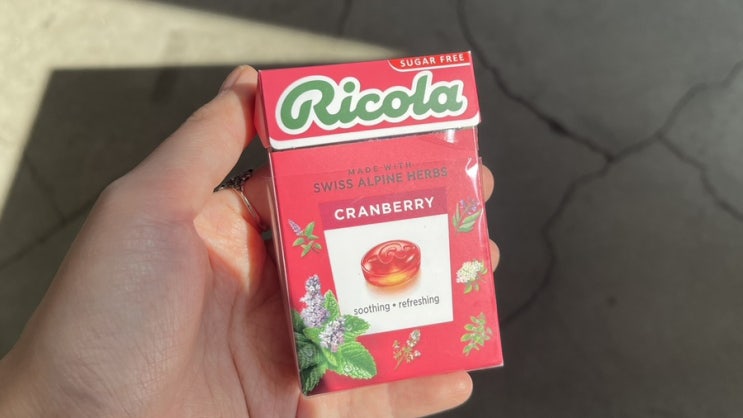 SUGAR FREE
Ricola
MADE WITH
SWISS ALPINE HERBS
CRANBERRY
soothing • refreshing